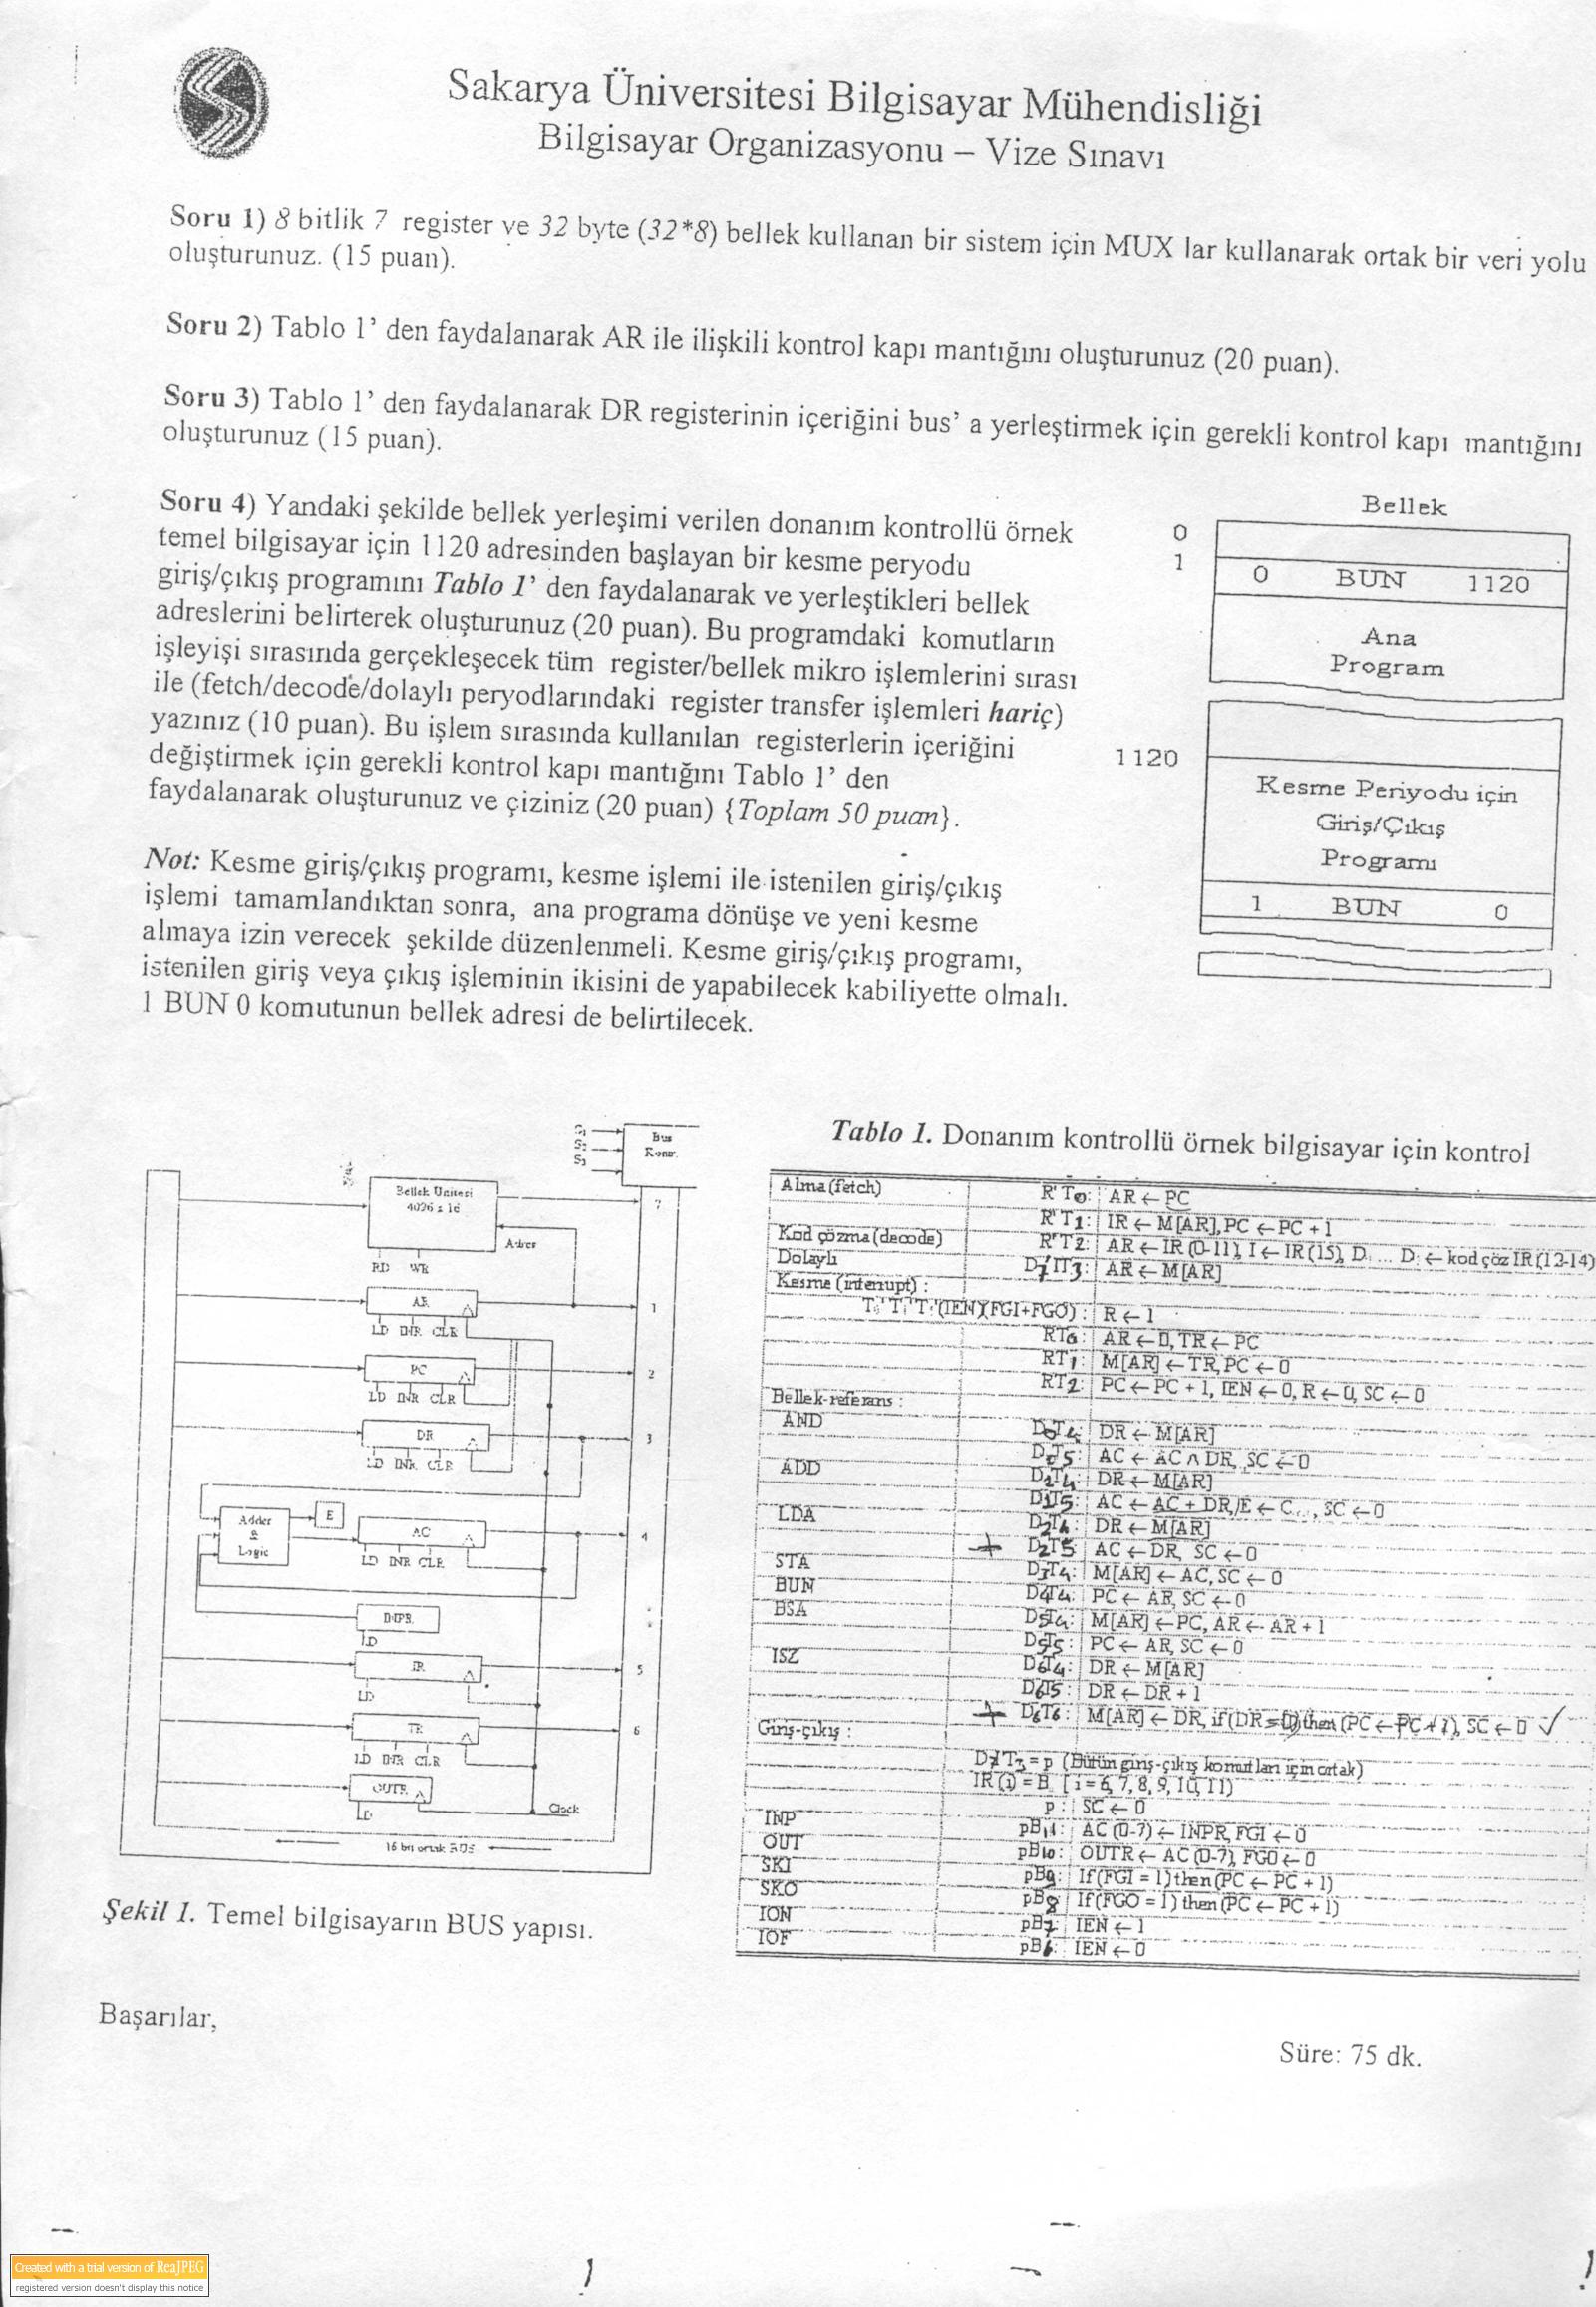 Sakarya Üniversitesi Bilgisayar Mühendisliği
Bilgisayar Organizasyonu – Vize Sınavı
Soru 1) 8 bitlik 7 register ve 32 byte (32*8) bellek kullanan bir sistem için MUX lar kullanarak ortak bir veri yolu
oluşturunuz. (15 puan).
Soru 2) Tablo 1' den faydalanarak AR ile ilişkili kontrol kapı mantığını oluşturunuz (20 puan).
Soru 3) Tablo 1' den faydalanarak DR registerinin içeriğini bus' a yerleştirmek için gerekli kontrol kapı mantığını
oluşturunuz (15 puan).
Soru 4) Yandaki şekilde bellek yerleşimi verilen donanım kontrollü örnek
temel bilgisayar için 1120 adresinden başlayan bir kesme peryodu
giriş/çıkış programını Tablo 1' den faydalanarak ve yerleştikleri bellek
adreslerini belirterek oluşturunuz (20 puan). Bu programdaki komutların
işleyişi sırasında gerçekleşecek tüm register/bellek mikro işlemlerini sırası
ile (fetch/decode/dolaylı peryodlarındaki register transfer işlemleri hariç)
yazınız (10 puan). Bu işlem sırasında kullanılan registerlerin içeriğini
değiştirmek için gerekli kontrol kapı mantığını Tablo 1' den
faydalanarak oluşturunuz ve çiziniz (20 puan) {Toplam 50 puan}.
Not: Kesme giriş/çıkış programı, kesme işlemi ile istenilen giriş/çıkış
işlemi tamamlandıktan sonra, ana programa dönüşe ve yeni kesme
almaya izin verecek şekilde düzenlenmeli. Kesme giriş/çıkış programı,
istenilen giriş veya çıkış işleminin ikisini de yapabilecek kabiliyette olmalı.
1 BUN 0 komutunun bellek adresi de belirtilecek.
Bellek
0
1
0 BUN 1120
Ana
Program
1120
Kesme Periyodu için
Giriş/Çıkış
Programı
1 BUN 0
S2
S3
Bus
Kontr.
Bellek Ünitesi
4096 x 16
7
Adres
RD WR
AR
1
LD INR CLR
PC
2
LD INR CLR
DR
3
LD INR CLR
Adder
&
Logic
E
AC
4
LD INR CLR
INPR
LD
IR
5
LD
TR
6
LD INR CLR
OUTR
LD
Clock
16 bit ortak BUS
Şekil 1. Temel bilgisayarın BUS yapısı.
Tablo 1. Donanım kontrollü örnek bilgisayar için kontrol
Alma (fetch) R'T0: AR ← PC
R'T1: IR ← M[AR], PC ← PC + 1
Kod çözme (decode) R'T2: AR ← IR (0-11), I ← IR (15), D ... D ← kod çöz IR (12-14)
Dolaylı D7'IT3: AR ← M[AR]
Kesme (interrupt) :
T0'T1'T2'(IEN)(FGI+FGO) : R ← 1
RT0: AR ← 0, TR ← PC
RT1: M[AR] ← TR, PC ← 0
RT2: PC ← PC + 1, IEN ← 0, R ← 0, SC ← 0
Bellek-referans :
AND D0T4: DR ← M[AR]
D0T5: AC ← AC ∧ DR, SC ← 0
ADD D1T4: DR ← M[AR]
D1T5: AC ← AC + DR, E ← C..., SC ← 0
LDA D2T4: DR ← M[AR]
D2T5: AC ← DR, SC ← 0
STA D3T4: M[AR] ← AC, SC ← 0
BUN D4T4: PC ← AR, SC ← 0
BSA D5T4: M[AR] ← PC, AR ← AR + 1
D5T5: PC ← AR, SC ← 0
ISZ D6T4: DR ← M[AR]
D6T5: DR ← DR + 1
D6T6: M[AR] ← DR, if (DR = 0) then (PC ← PC + 1), SC ← 0 ✓
Giriş-çıkış :
D7IT3 = p (Bütün giriş-çıkış komutları için ortak)
IR (i) = B [i = 6, 7, 8, 9, 10, 11)
p : SC ← 0
INP pB11: AC (0-7) ← INPR, FGI ← 0
OUT pB10: OUTR ← AC (0-7), FGO ← 0
SKI pB9: If (FGI = 1) then (PC ← PC + 1)
SKO pB8: If (FGO = 1) then (PC ← PC + 1)
ION pB7: IEN ← 1
IOF pB6: IEN ← 0
Başarılar,
Süre: 75 dk.
Created with a trial version of ReaJPEG
registered version doesn't display this notice